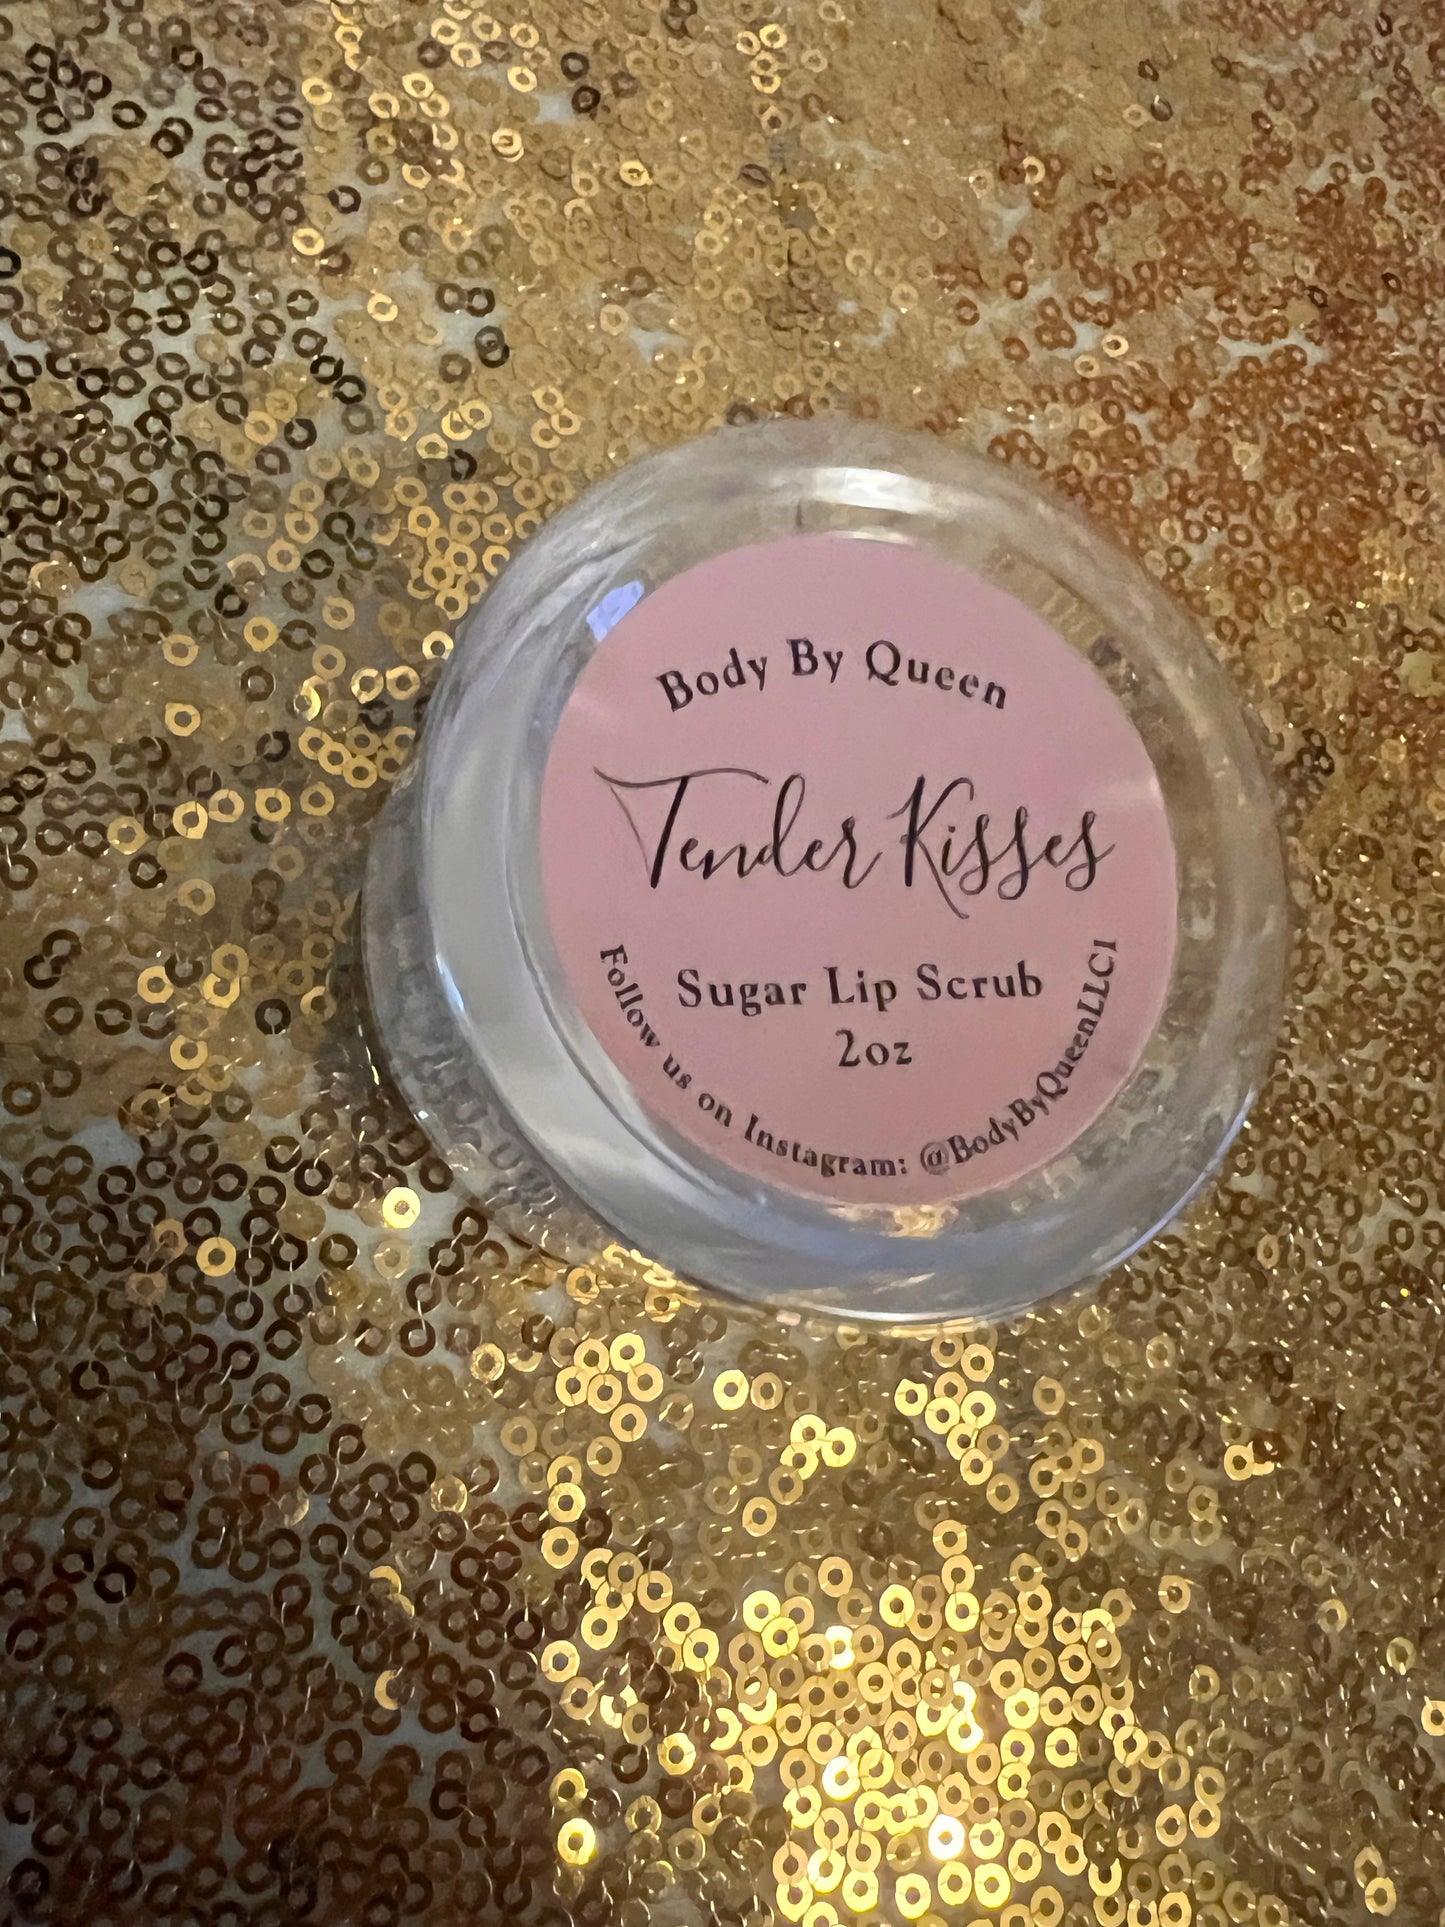 Body By Queen
Tender Kisses
Sugar Lip Scrub
2oz
Follow us on Instagram: @BodyByQueenLLC1